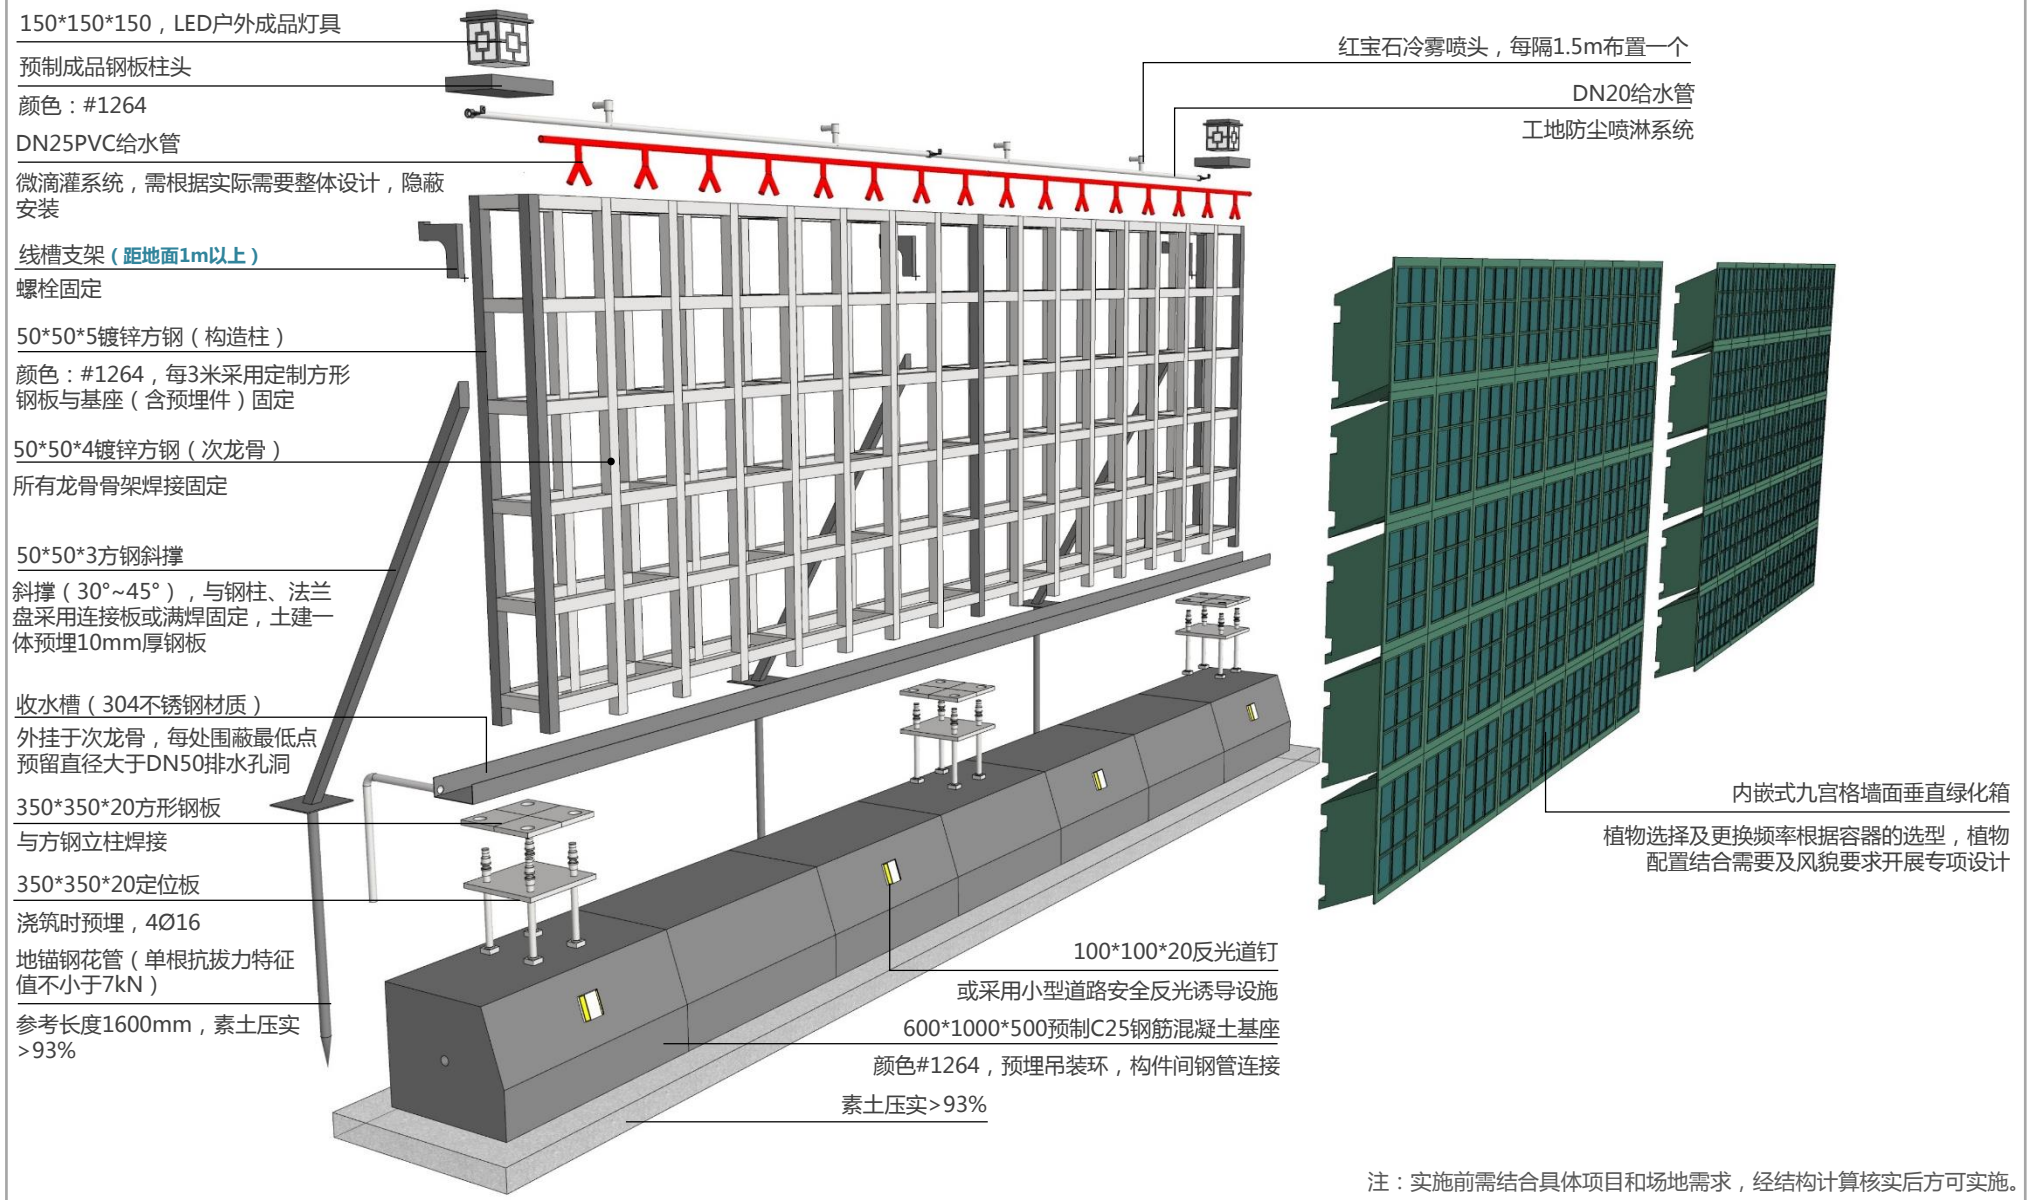 150*150*150，LED户外成品灯具
预制成品钢板柱头
颜色：#1264
DN25PVC给水管
微滴灌系统，需根据实际需要整体设计，隐蔽
安装
线槽支架（距地面1m以上）
螺栓固定
50*50*5镀锌方钢（构造柱）
颜色：#1264，每3米采用定制方形
钢板与基座（含预埋件）固定
50*50*4镀锌方钢（次龙骨）
所有龙骨骨架焊接固定
50*50*3方钢斜撑
斜撑（30°~45°），与钢柱、法兰
盘采用连接板或满焊固定，土建一
体预埋10mm厚钢板
收水槽（304不锈钢材质）
外挂于次龙骨，每处围蔽最低点
预留直径大于DN50排水孔洞
350*350*20方形钢板
与方钢立柱焊接
350*350*20定位板
浇筑时预埋，4Ø16
地锚钢花管（单根抗拔力特征
值不小于7kN）
参考长度1600mm，素土压实
>93%
红宝石冷雾喷头，每隔1.5m布置一个
DN20给水管
工地防尘喷淋系统
内嵌式九宫格墙面垂直绿化箱
植物选择及更换频率根据容器的选型，植物
配置结合需要及风貌要求开展专项设计
100*100*20反光道钉
或采用小型道路安全反光诱导设施
600*1000*500预制C25钢筋混凝土基座
颜色#1264，预埋吊装环，构件间钢管连接
素土压实>93%
注：实施前需结合具体项目和场地需求，经结构计算核实后方可实施。